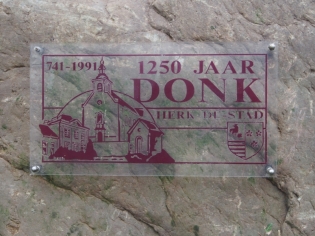 741-1991
1250 JAAR
DONK
HERK-DE-STAD